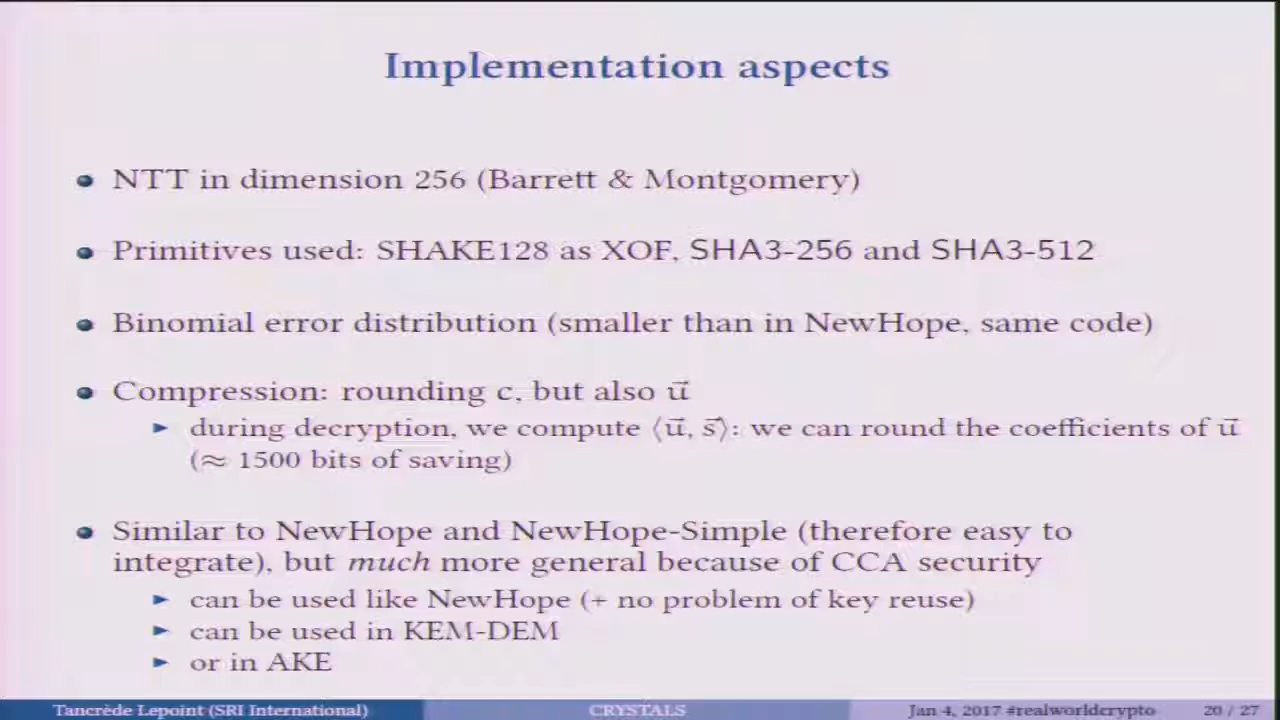 Implementation aspects
NTT in dimension 256 (Barrett & Montgomery)
Primitives used: SHAKE128 as XOF, SHA3-256 and SHA3-512
Binomial error distribution (smaller than in NewHope, same code)
Compression: rounding c, but also u⃗
during decryption, we compute ⟨u⃗, s⃗⟩: we can round the coefficients of u⃗
(≈ 1500 bits of saving)
Similar to NewHope and NewHope-Simple (therefore easy to
integrate), but much more general because of CCA security
can be used like NewHope (+ no problem of key reuse)
can be used in KEM-DEM
or in AKE
Tancrède Lepoint (SRI International) CRYSTALS Jan 4, 2017 #realworldcrypto 20 / 27